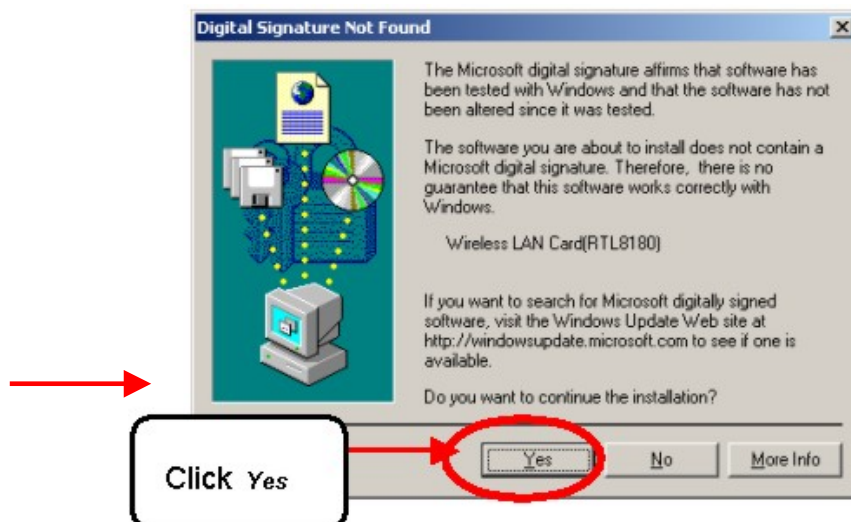 Digital Signature Not Found
The Microsoft digital signature affirms that software has
been tested with Windows and that the software has not
been altered since it was tested.
The software you are about to install does not contain a
Microsoft digital signature. Therefore, there is no
guarantee that this software works correctly with
Windows.
Wireless LAN Card(RTL8180)
If you want to search for Microsoft digitally signed
software, visit the Windows Update Web site at
http://windowsupdate.microsoft.com to see if one is
available.
Do you want to continue the installation?
Yes No More Info
Click Yes